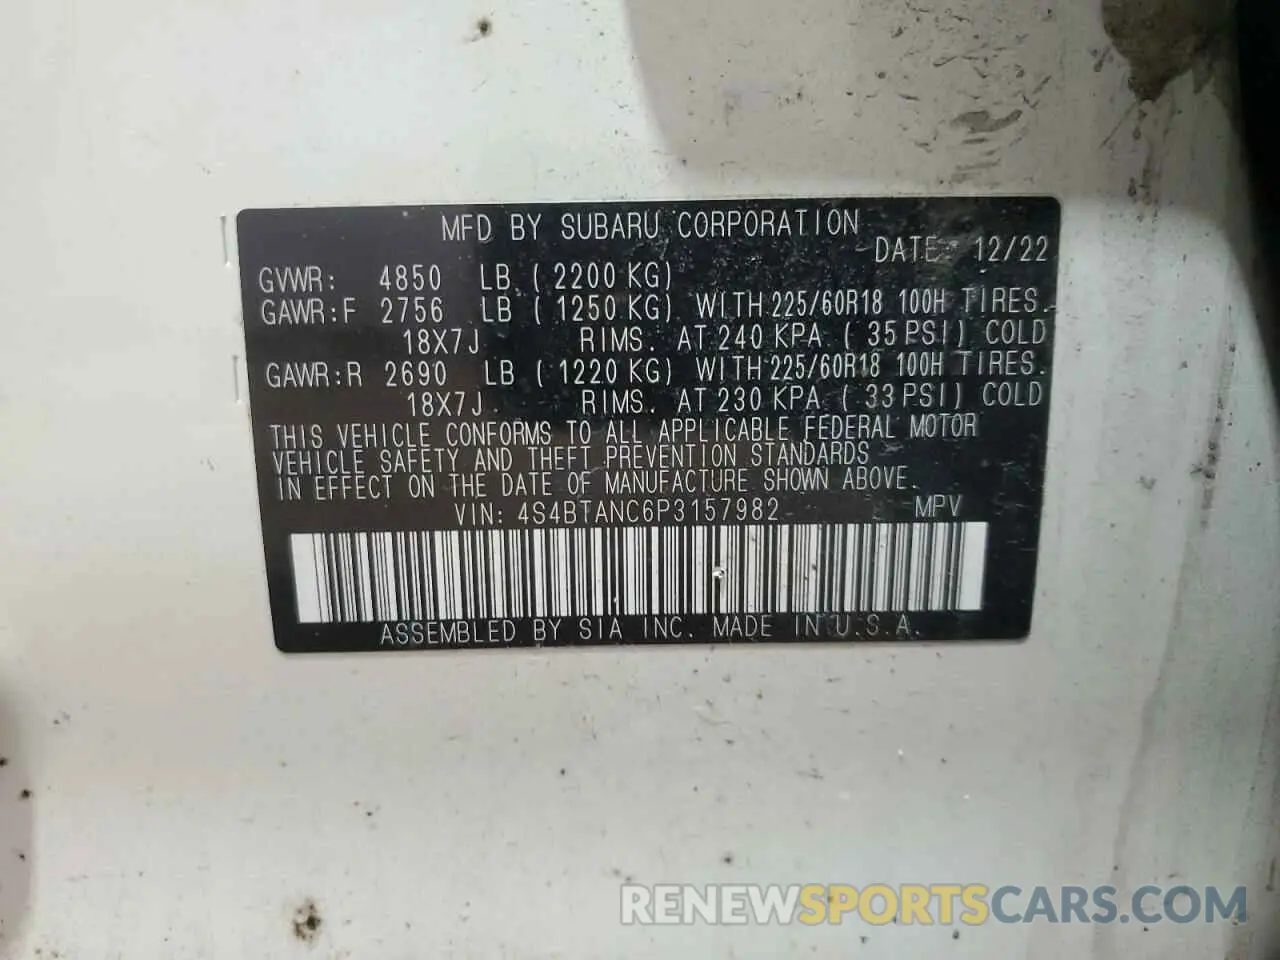 MFD BY SUBARU CORPORATION
DATE: 12/22
GVWR: 4850 LB ( 2200 KG)
GAWR:F 2756 LB ( 1250 KG) WITH 225/60R18 100H TIRES.
18X7J RIMS. AT 240 KPA ( 35 PSI) COLD
GAWR:R 2690 LB ( 1220 KG) WITH 225/60R18 100H TIRES.
18X7J RIMS. AT 230 KPA ( 33 PSI) COLD
THIS VEHICLE CONFORMS TO ALL APPLICABLE FEDERAL MOTOR
VEHICLE SAFETY AND THEFT PREVENTION STANDARDS
IN EFFECT ON THE DATE OF MANUFACTURE SHOWN ABOVE.
VIN: 4S4BTANC6P3157982 MPV
ASSEMBLED BY SIA INC. MADE IN U.S.A.
RENEWSPORTSCARS.COM